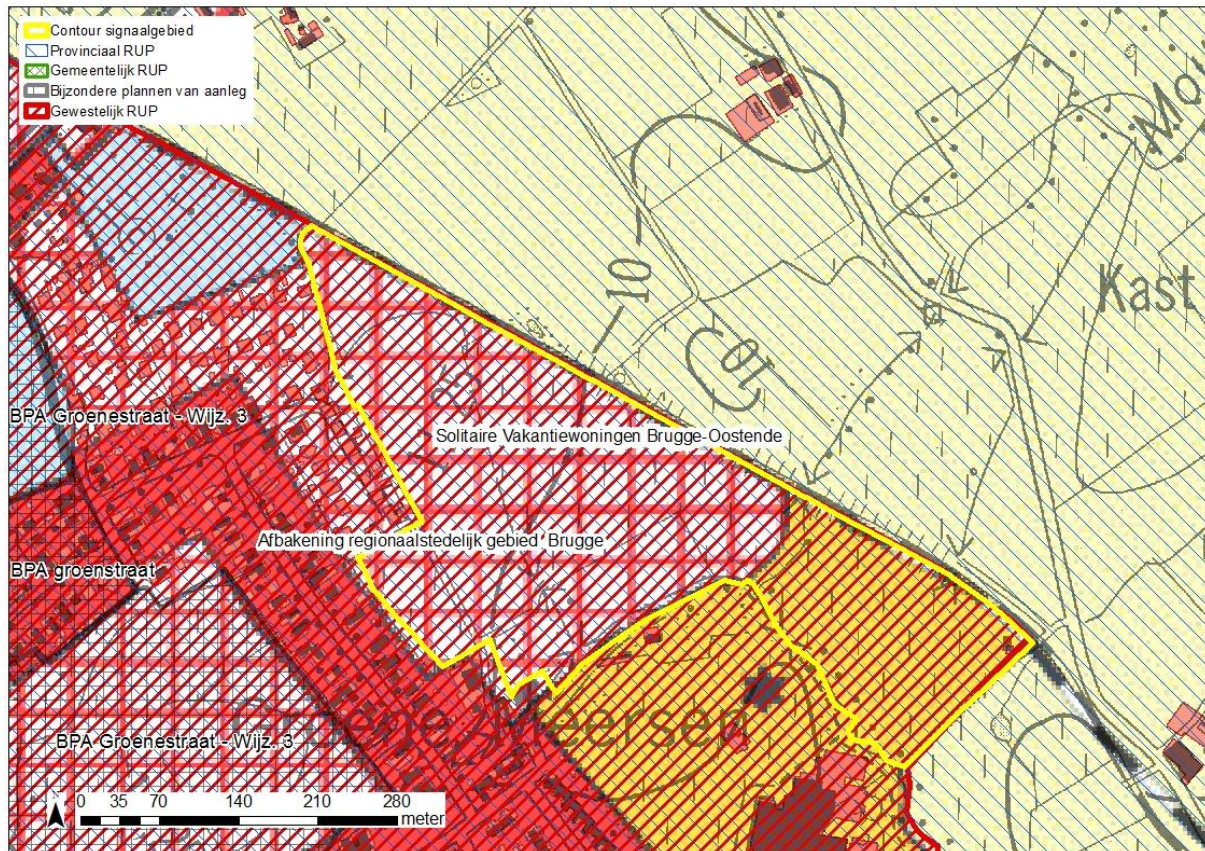 Contour signaalgebied
Provinciaal RUP
Gemeentelijk RUP
Bijzondere plannen van aanleg
Gewestelijk RUP
10
Kast
10
BPA Groenestraat - Wijz. 3
Solitaire Vakantiewoningen Brugge-Oostende
Afbakening regionaalstedelijk gebied Brugge
BPA groenstraat
BPA Groenestraat - Wijz. 3
Meersen
N
0 35 70 140 210 280
meter